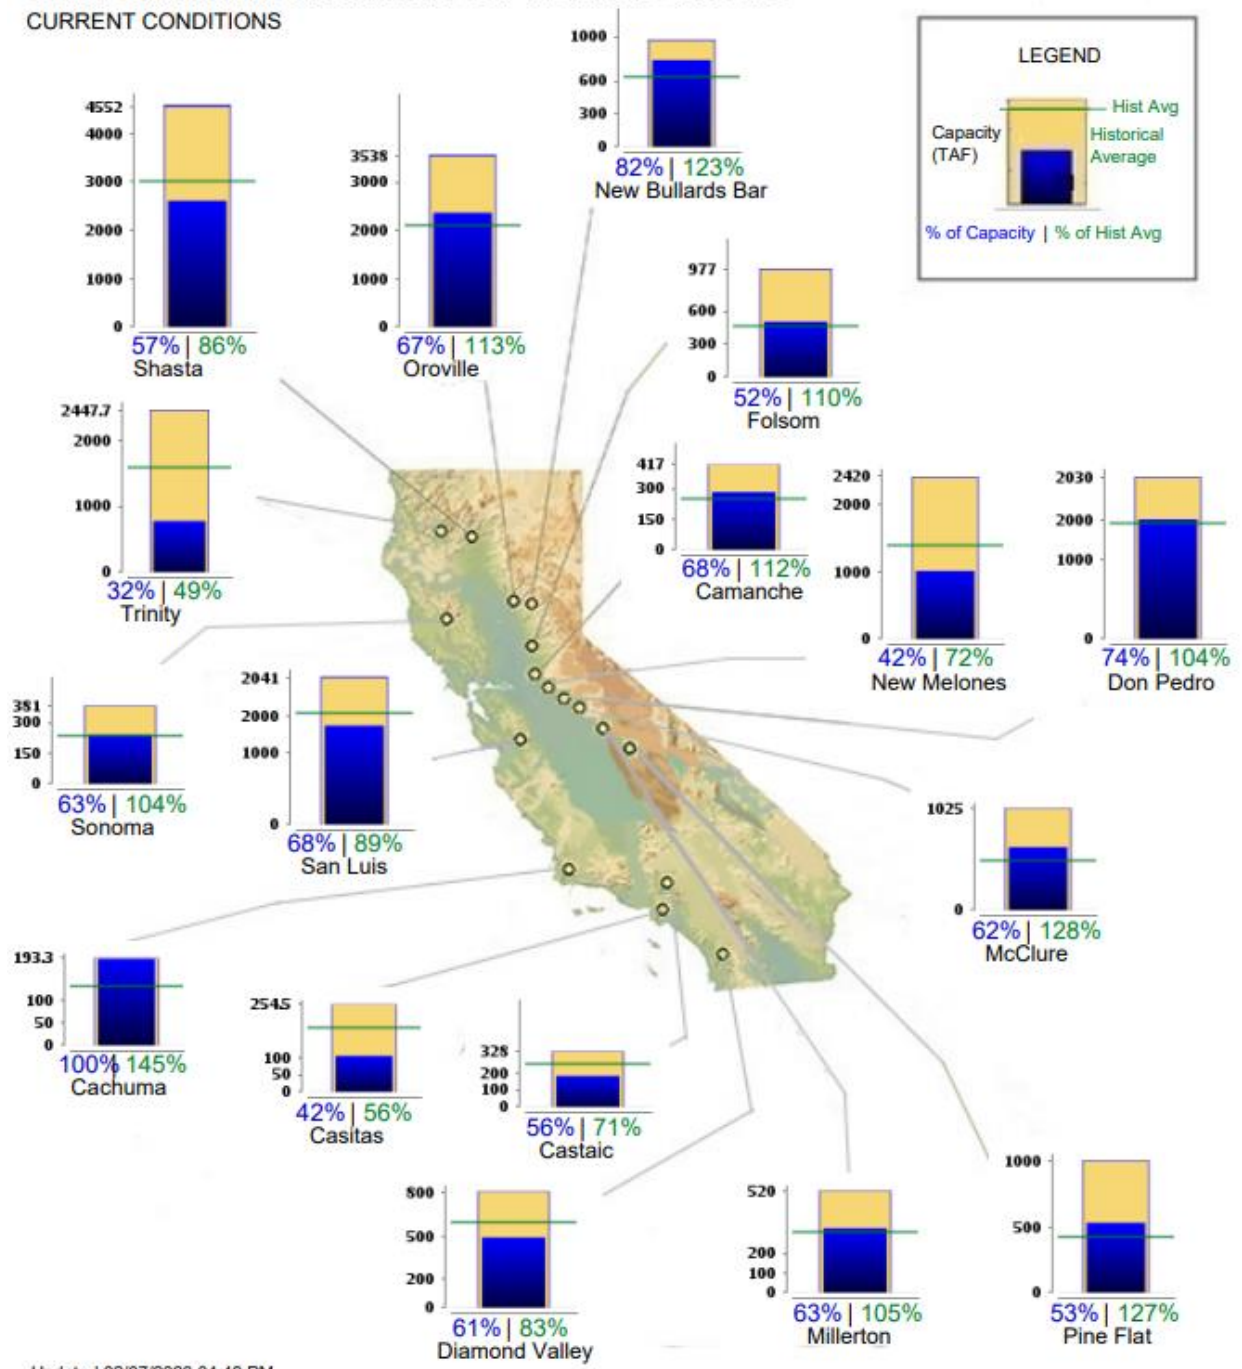 CURRENT CONDITIONS
LEGEND
Hist Avg
Capacity
(TAF)
Historical
Average
% of Capacity | % of Hist Avg
1000
600
300
0
82% | 123%
New Bullards Bar
4552
4000
3000
2000
1000
0
57% | 86%
Shasta
3538
3000
2000
1000
0
67% | 113%
Oroville
977
600
300
0
52% | 110%
Folsom
2447.7
2000
1000
0
32% | 49%
Trinity
417
300
150
0
68% | 112%
Camanche
2420
2000
1000
0
42% | 72%
New Melones
2030
2000
1000
0
74% | 104%
Don Pedro
381
300
150
0
63% | 104%
Sonoma
2041
2000
1000
0
68% | 89%
San Luis
1025
0
62% | 128%
McClure
193.3
100
50
0
100% | 145%
Cachuma
254.5
100
50
0
42% | 56%
Casitas
328
200
100
0
56% | 71%
Castaic
800
500
200
0
61% | 83%
Diamond Valley
520
200
100
0
63% | 105%
Millerton
1000
500
0
53% | 127%
Pine Flat